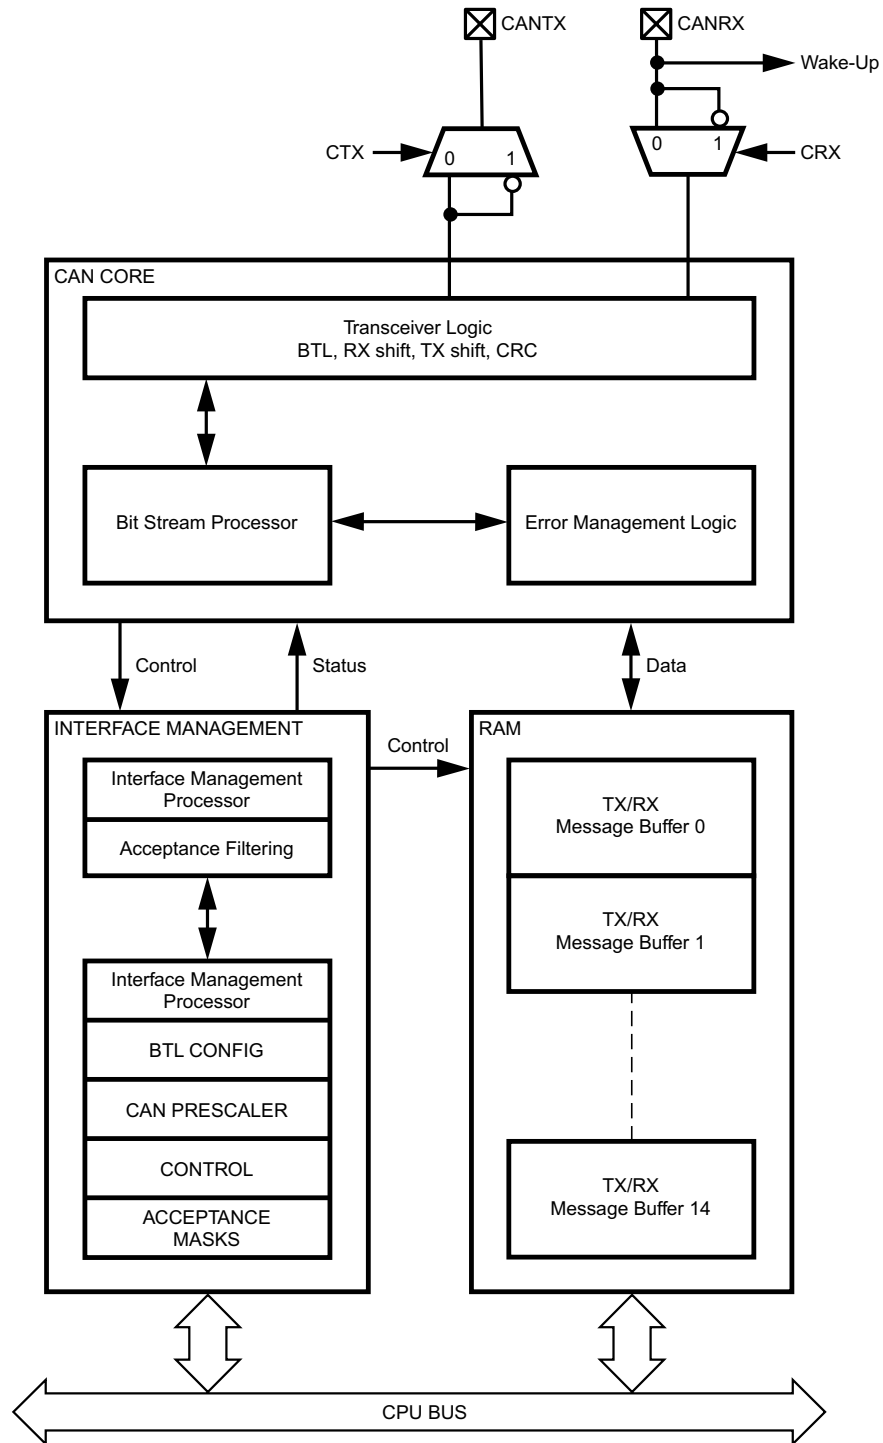 CANTX
CANRX
Wake-Up
CTX
0
1
0
1
CRX
CAN CORE
Transceiver Logic
BTL, RX shift, TX shift, CRC
Bit Stream Processor
Error Management Logic
Control
Status
Data
INTERFACE MANAGEMENT
Control
RAM
Interface Management
Processor
Acceptance Filtering
TX/RX
Message Buffer 0
TX/RX
Message Buffer 1
Interface Management
Processor
BTL CONFIG
CAN PRESCALER
CONTROL
ACCEPTANCE
MASKS
TX/RX
Message Buffer 14
CPU BUS